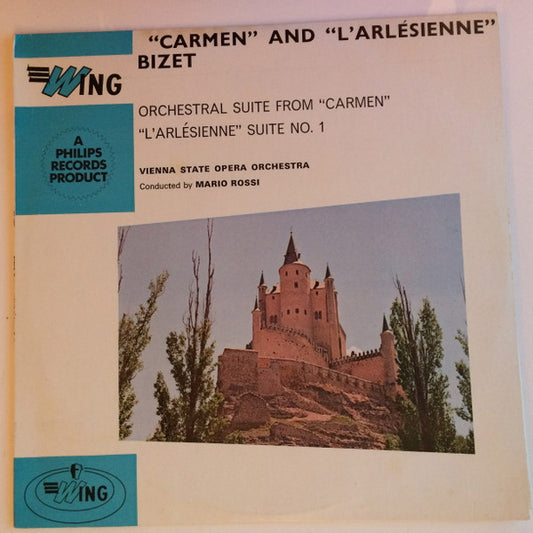 "CARMEN" AND "L'ARLÉSIENNE"
BIZET
WING
ORCHESTRAL SUITE FROM "CARMEN"
"L'ARLÉSIENNE" SUITE NO. 1
A
PHILIPS
RECORDS
PRODUCT
VIENNA STATE OPERA ORCHESTRA
Conducted by MARIO ROSSI
WING